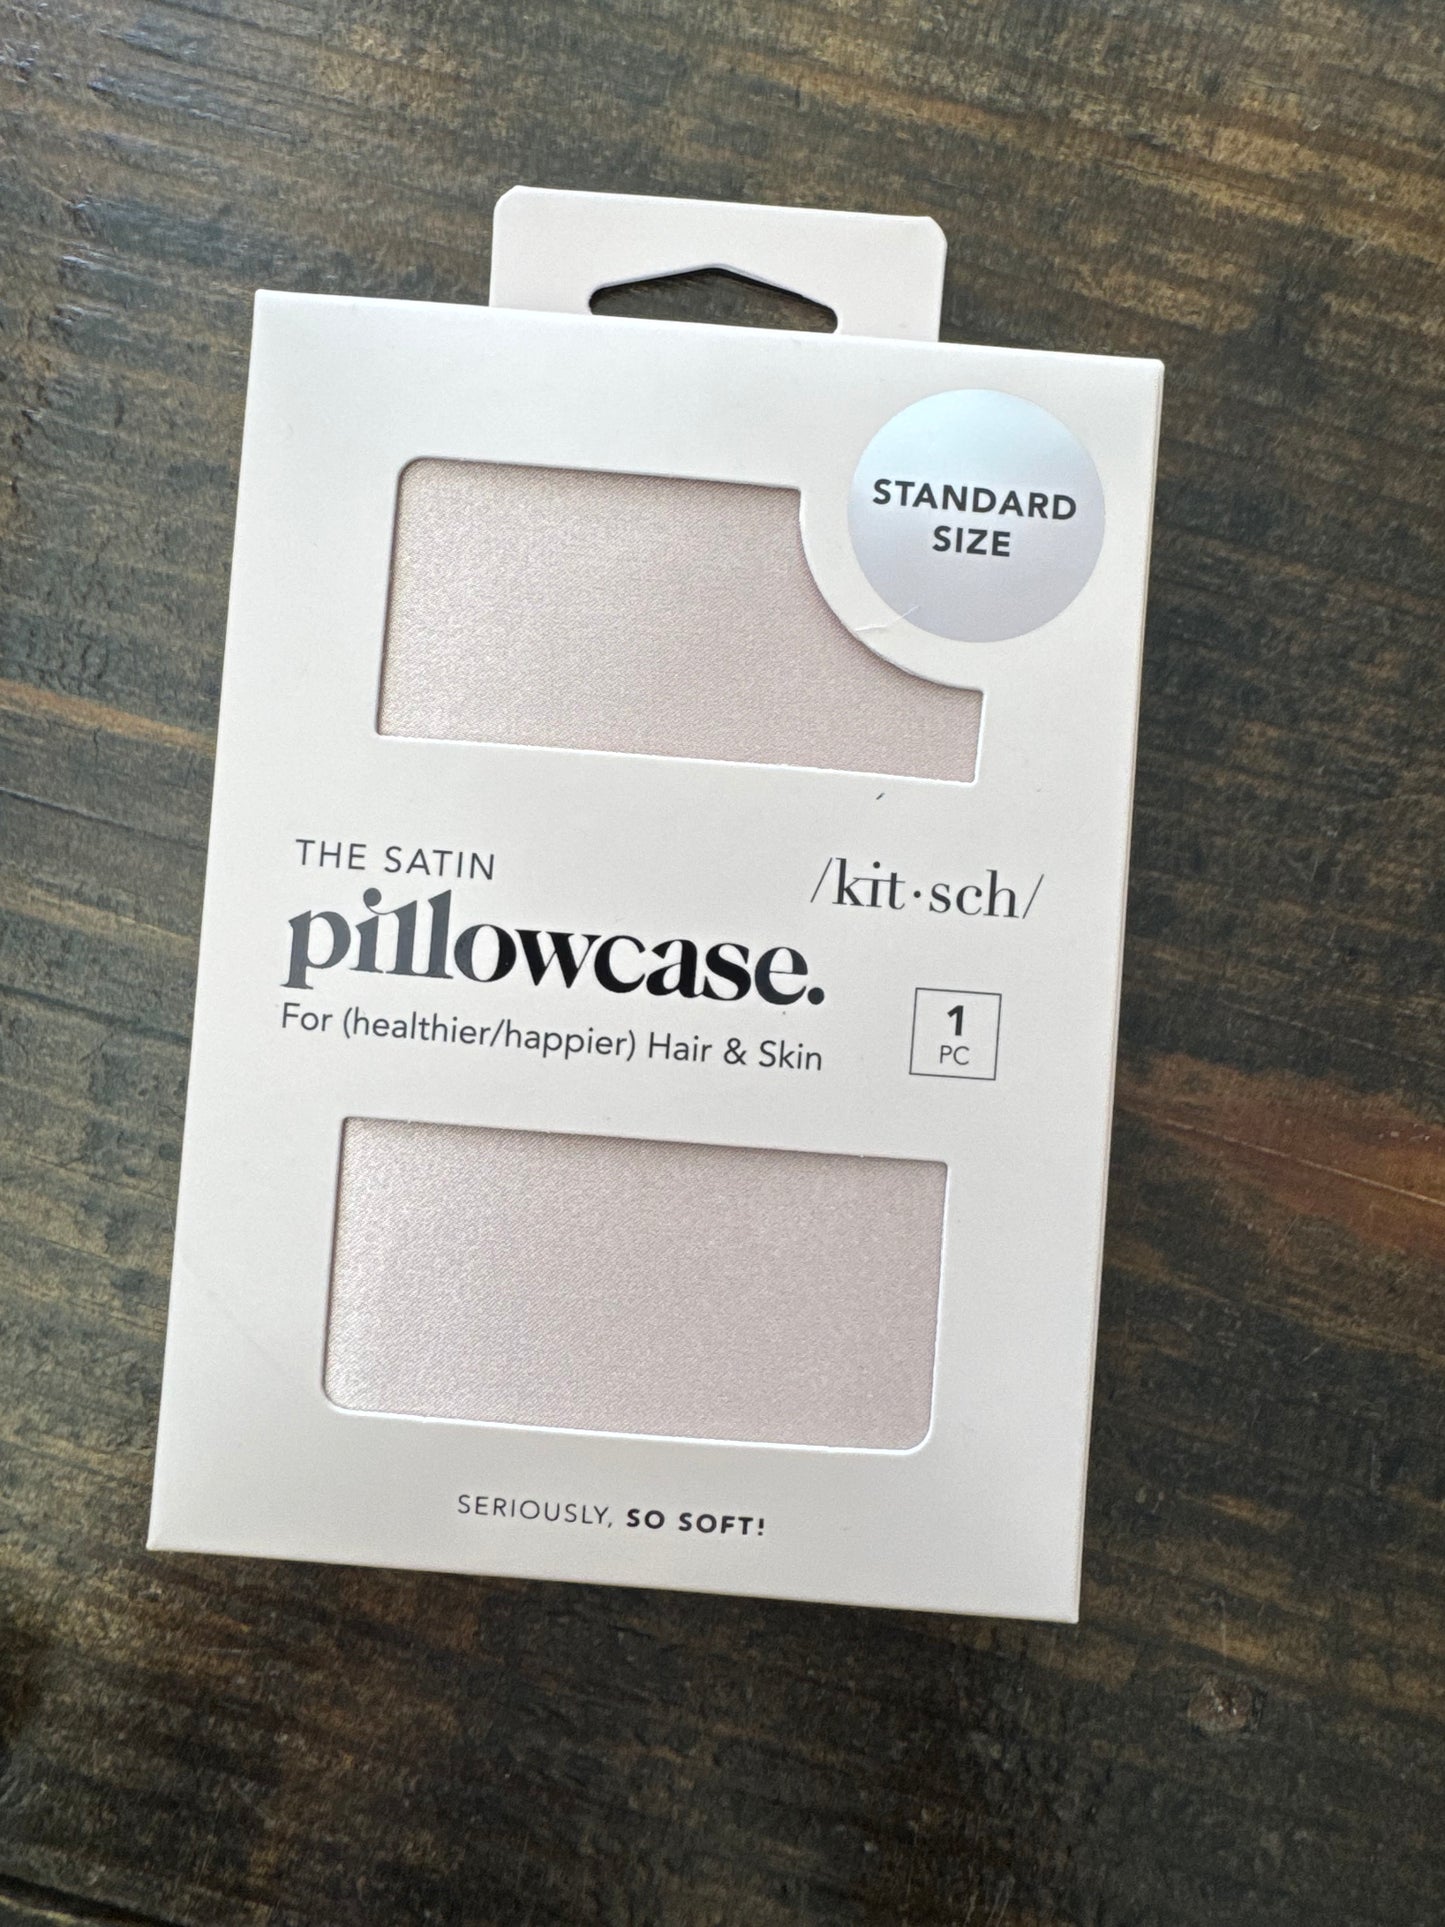 STANDARD
SIZE
THE SATIN
pillowcase.
For (healthier/happier) Hair & Skin
/kit·sch/
1
PC
SERIOUSLY, SO SOFT!